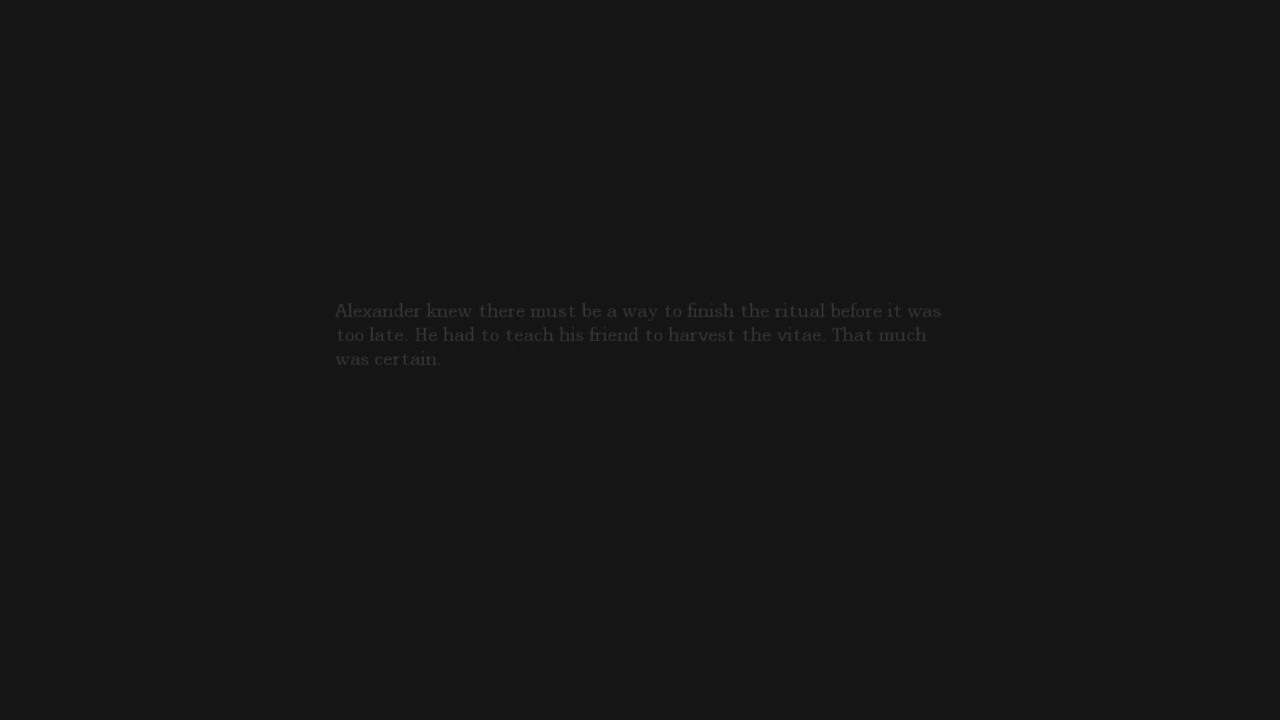 Alexander knew there must be a way to finish the ritual before it was
too late. He had to teach his friend to harvest the vitae. That much
was certain.